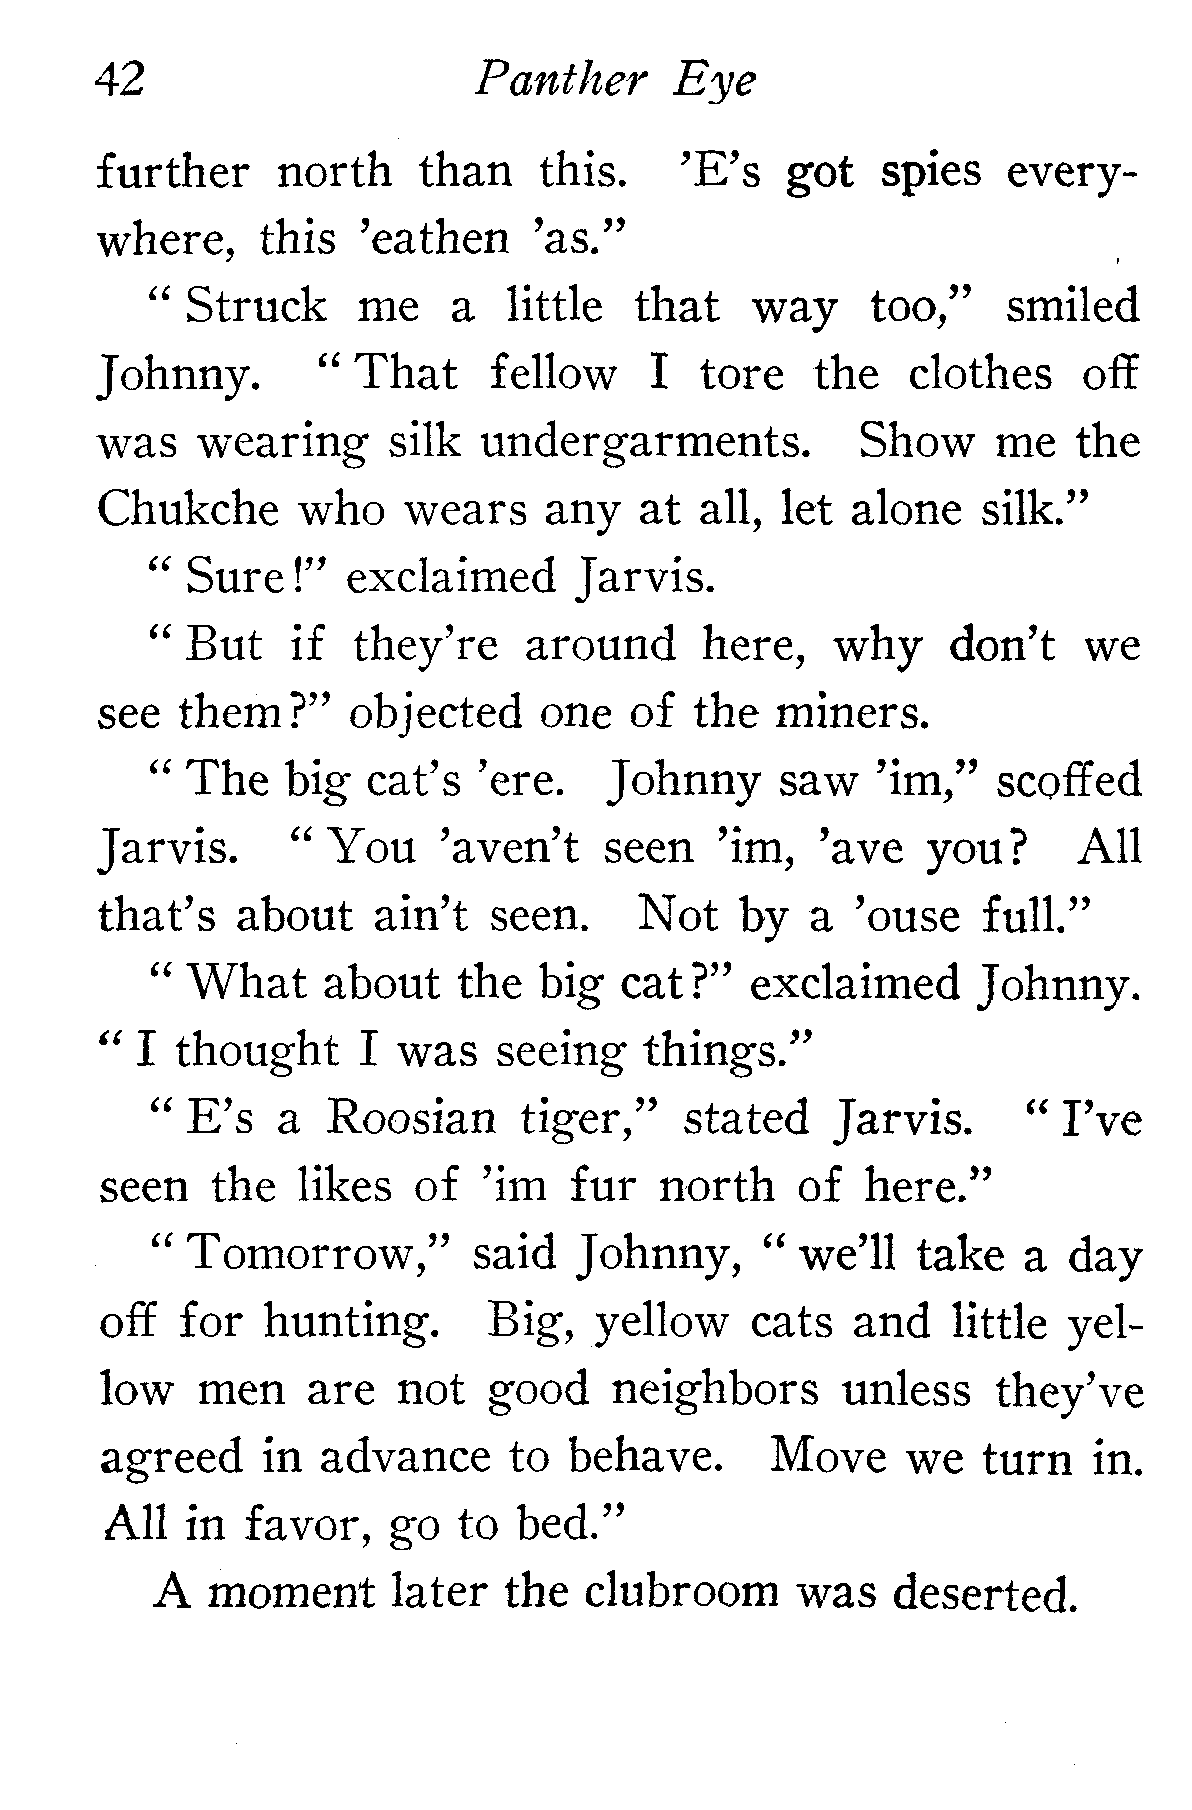 42 Panther Eye
further north than this. ’E’s got spies every-
where, this ’eathen ’as.”
“ Struck me a little that way too,” smiled
Johnny. “ That fellow I tore the clothes off
was wearing silk undergarments. Show me the
Chukche who wears any at all, let alone silk.”
“ Sure!” exclaimed Jarvis.
“ But if they’re around here, why don’t we
see them?” objected one of the miners.
“ The big cat’s ’ere. Johnny saw ’im,” scoffed
Jarvis. “ You ’aven’t seen ’im, ’ave you? All
that’s about ain’t seen. Not by a ’ouse full.”
“ What about the big cat?” exclaimed Johnny.
“ I thought I was seeing things.”
“ E’s a Roosian tiger,” stated Jarvis. “ I’ve
seen the likes of ’im fur north of here.”
“ Tomorrow,” said Johnny, “ we’ll take a day
off for hunting. Big, yellow cats and little yel-
low men are not good neighbors unless they’ve
agreed in advance to behave. Move we turn in.
All in favor, go to bed.”
A moment later the clubroom was deserted.